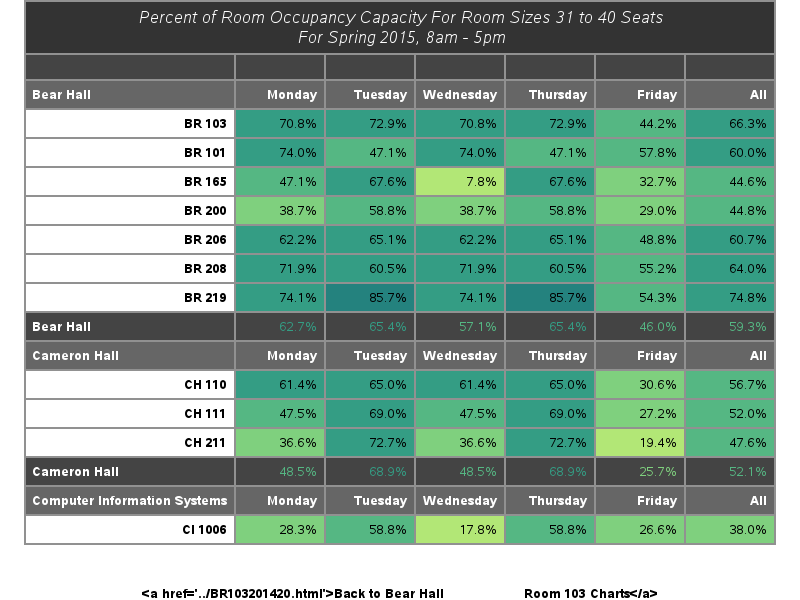 Percent of Room Occupancy Capacity For Room Sizes 31 to 40 Seats
For Spring 2015, 8am - 5pm
Bear Hall Monday Tuesday Wednesday Thursday Friday All
BR 103 70.8% 72.9% 70.8% 72.9% 44.2% 66.3%
BR 101 74.0% 47.1% 74.0% 47.1% 57.8% 60.0%
BR 165 47.1% 67.6% 7.8% 67.6% 32.7% 44.6%
BR 200 38.7% 58.8% 38.7% 58.8% 29.0% 44.8%
BR 206 62.2% 65.1% 62.2% 65.1% 48.8% 60.7%
BR 208 71.9% 60.5% 71.9% 60.5% 55.2% 64.0%
BR 219 74.1% 85.7% 74.1% 85.7% 54.3% 74.8%
Bear Hall 62.7% 65.4% 57.1% 65.4% 46.0% 59.3%
Cameron Hall Monday Tuesday Wednesday Thursday Friday All
CH 110 61.4% 65.0% 61.4% 65.0% 30.6% 56.7%
CH 111 47.5% 69.0% 47.5% 69.0% 27.2% 52.0%
CH 211 36.6% 72.7% 36.6% 72.7% 19.4% 47.6%
Cameron Hall 48.5% 68.9% 48.5% 68.9% 25.7% 52.1%
Computer Information Systems Monday Tuesday Wednesday Thursday Friday All
CI 1006 28.3% 58.8% 17.8% 58.8% 26.6% 38.0%
<a href='../BR103201420.html'>Back to Bear Hall Room 103 Charts</a>